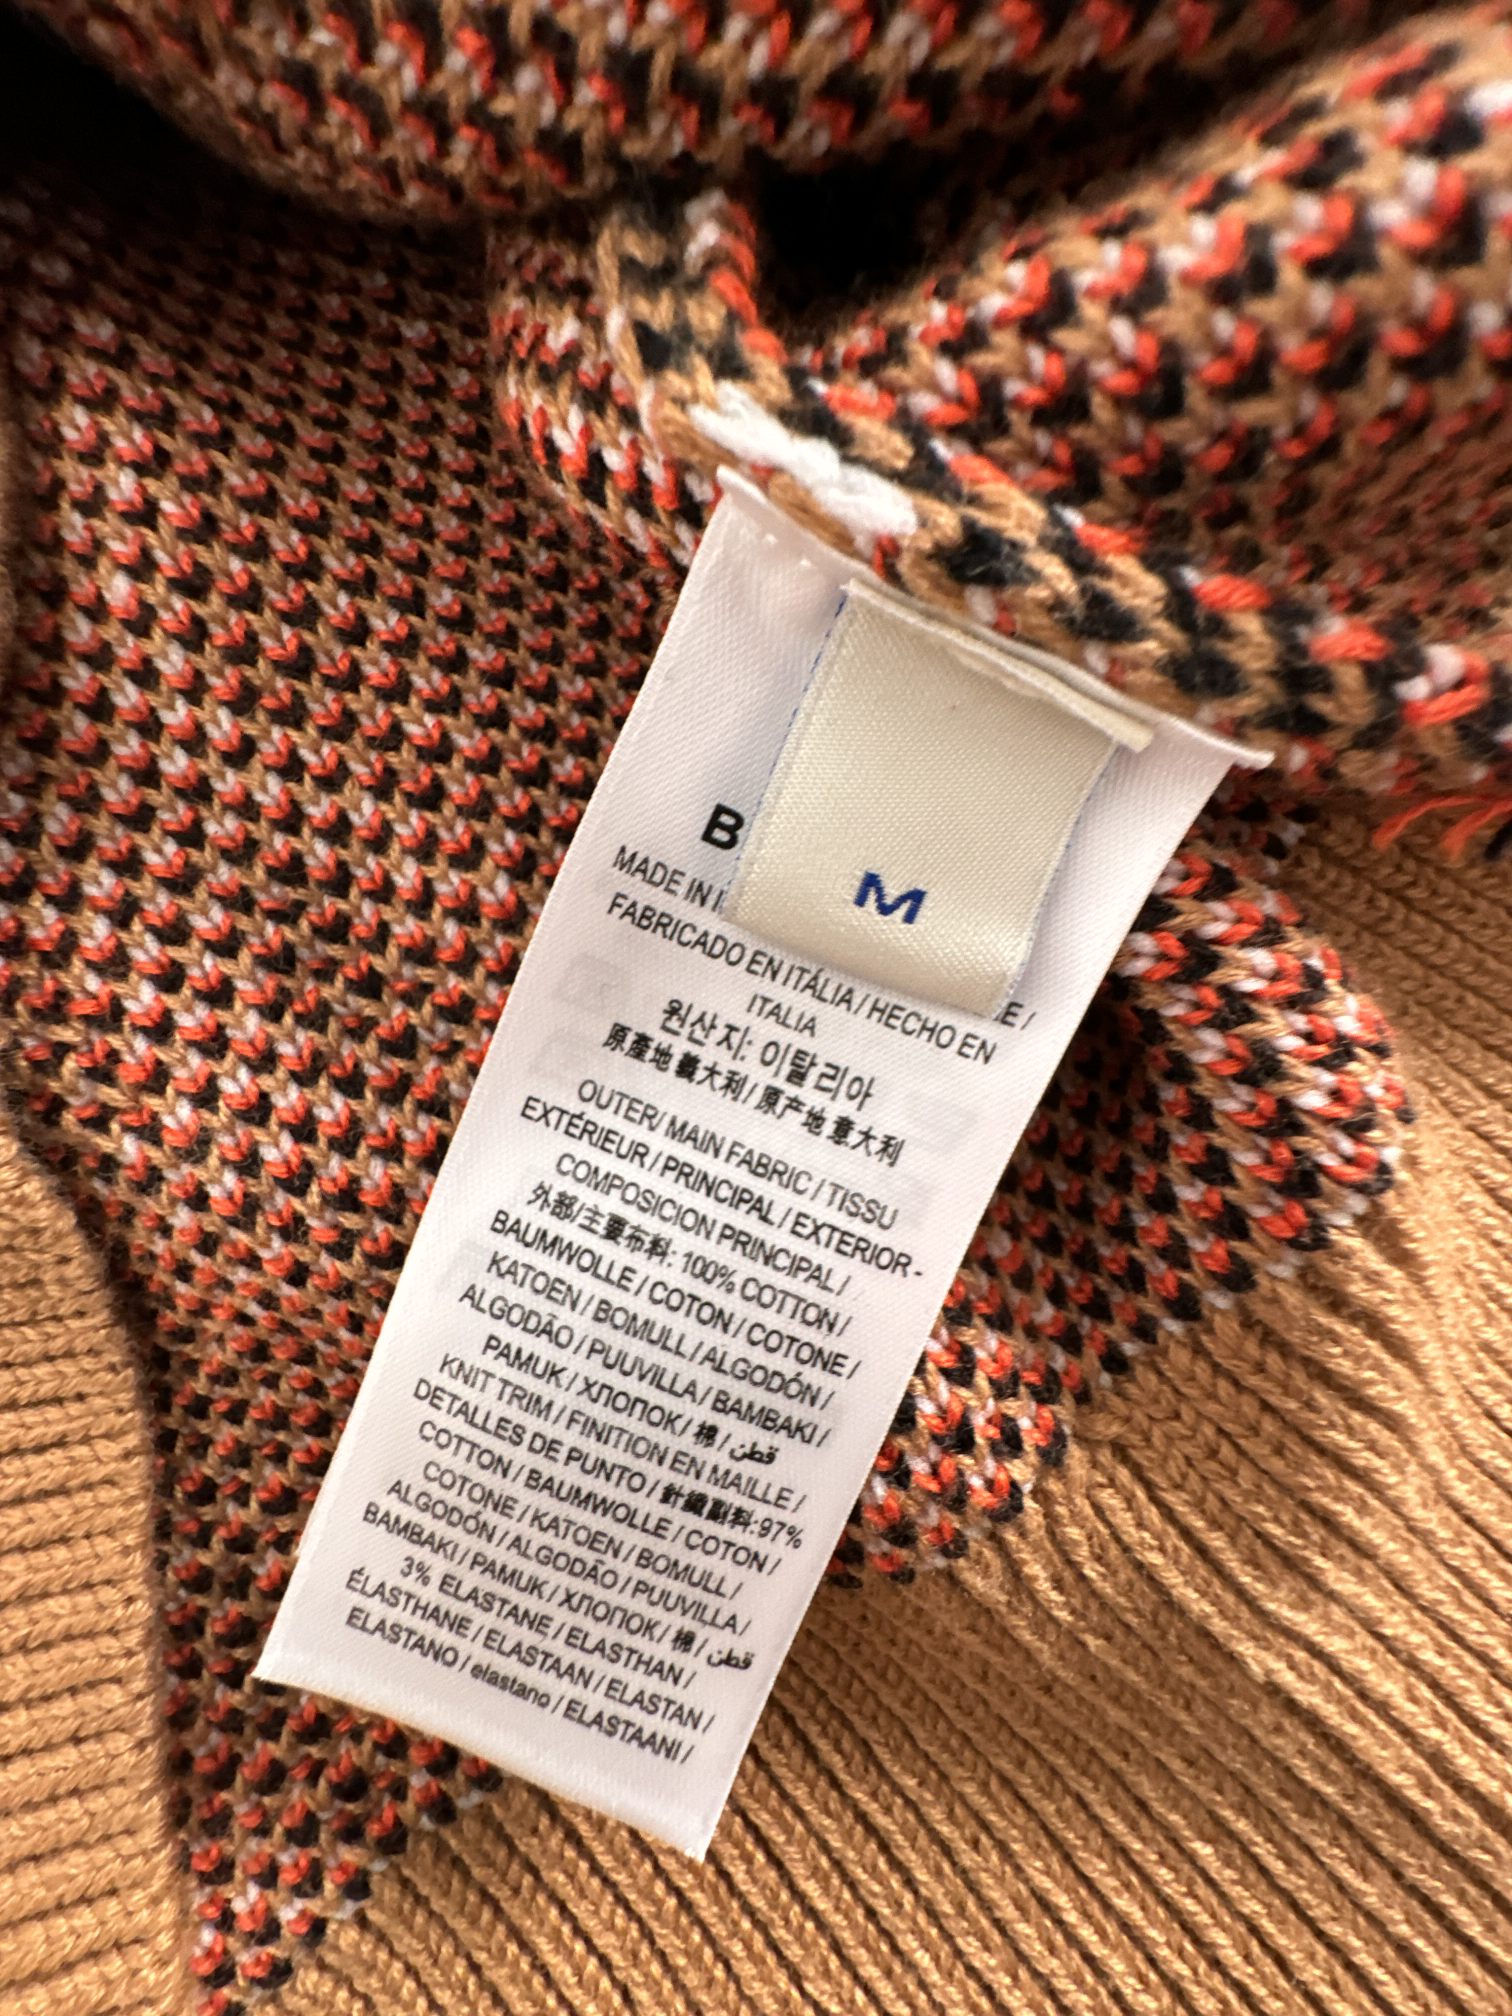 M
B
MADE IN I
FABRICADO EN ITÁLIA / HECHO EN
ITALIA
원산지: 이탈리아
原產地 義大利 / 原产地 意大利
OUTER/ MAIN FABRIC / TISSU
EXTÉRIEUR / PRINCIPAL / EXTERIOR -
COMPOSICION PRINCIPAL /
外部/主要布料: 100% COTTON /
BAUMWOLLE / COTON / COTONE /
KATOEN / BOMULL / ALGODÓN /
ALGODÃO / PUUVILLA / BAMBAKI /
PAMUK / ХЛОПОК / 棉 / قطن
KNIT TRIM / FINITION EN MAILLE /
DETALLES DE PUNTO / 針織副料:97%
COTTON / BAUMWOLLE / COTON /
COTONE / KATOEN / BOMULL /
ALGODÓN / ALGODÃO / PUUVILLA /
BAMBAKI / PAMUK / ХЛОПОК / 棉 / قطن
3% ELASTANE / ELASTHAN /
ÉLASTHANE / ELASTAAN / ELASTAN /
ELASTANO / elastano / ELASTAANI /